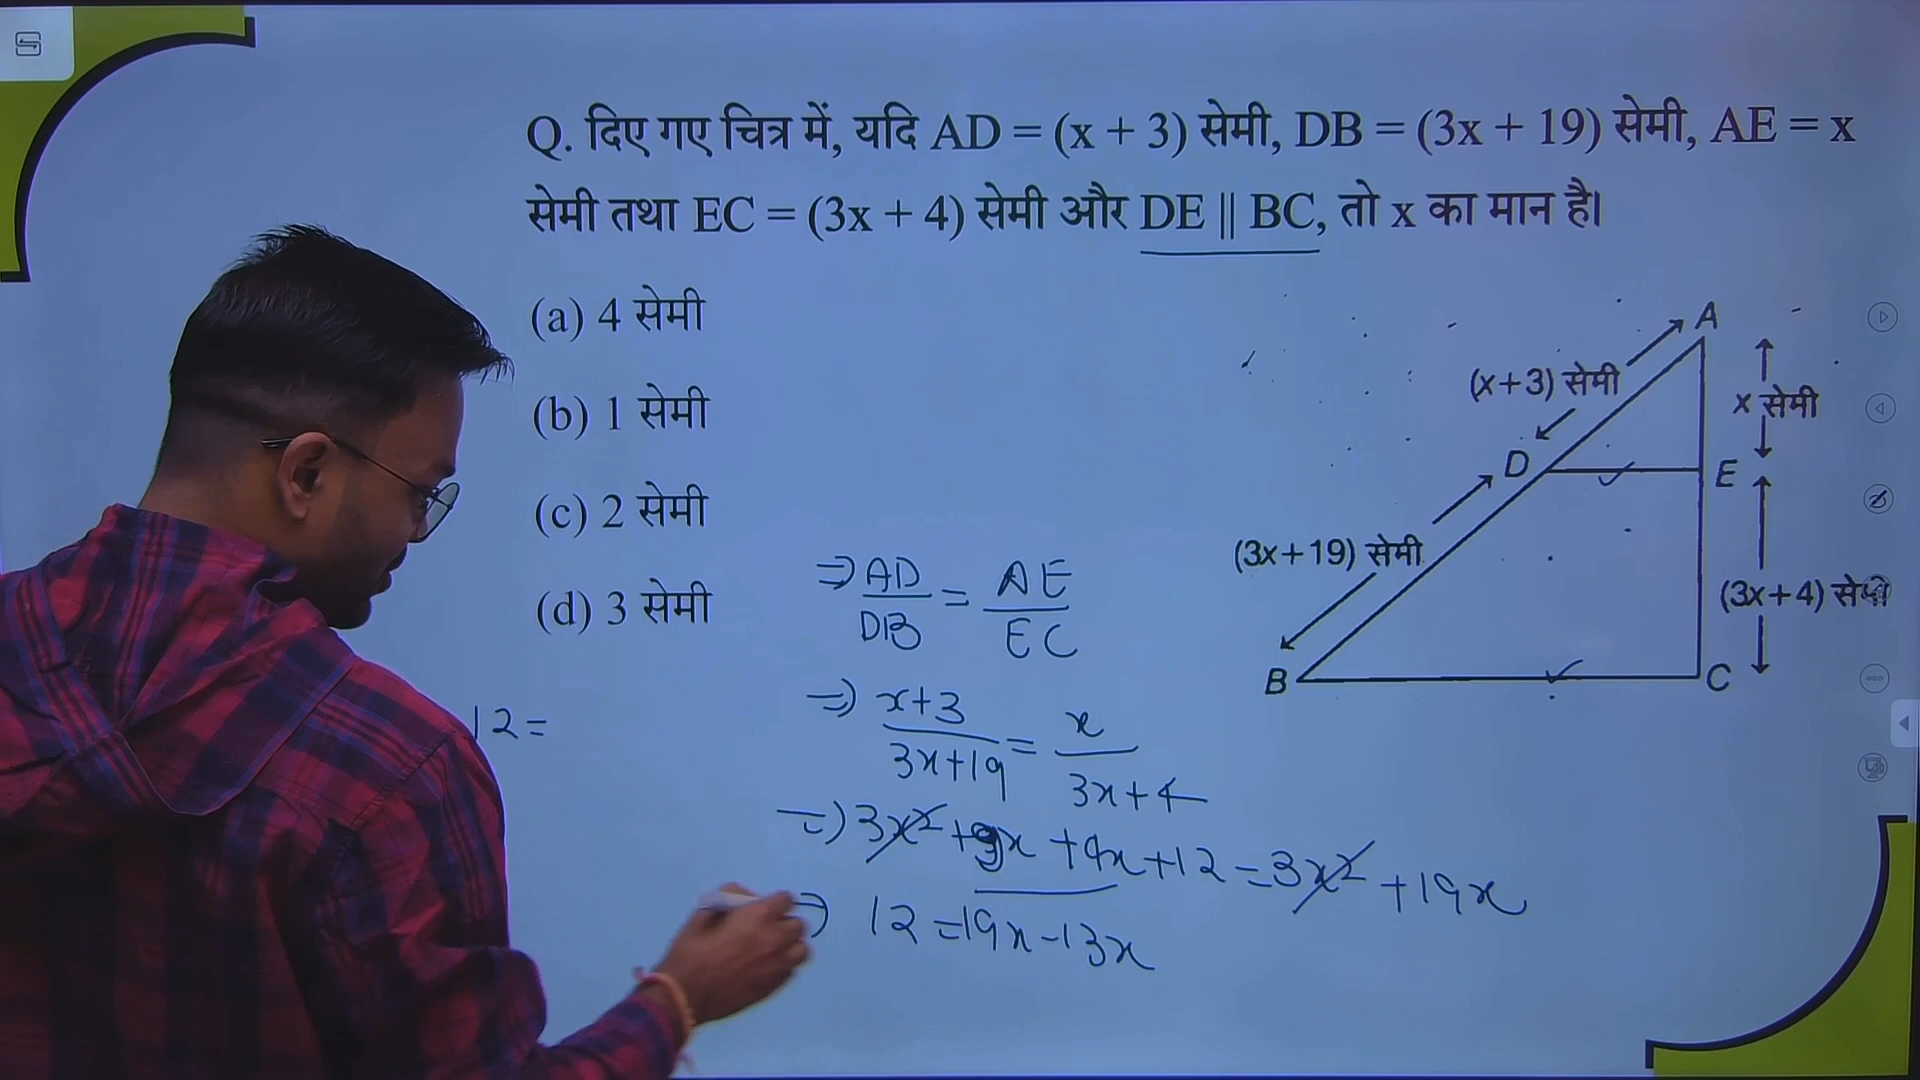 Q. दिए गए चित्र में, यदि AD = (x + 3) सेमी, DB = (3x + 19) सेमी, AE = x
सेमी तथा EC = (3x + 4) सेमी और DE || BC, तो x का मान है।
(a) 4 सेमी
(b) 1 सेमी
(c) 2 सेमी
(d) 3 सेमी
A
(x+3) सेमी
x सेमी
D
E
(3x+19) सेमी
(3x+4) सेमी
B
C
⇒ AD/DB = AE/EC
⇒ x+3/3x+19 = x/3x+4
⇒ 3x² + 9x + 4x + 12 = 3x² + 19x
⇒ 12 = 19x - 13x
12 =